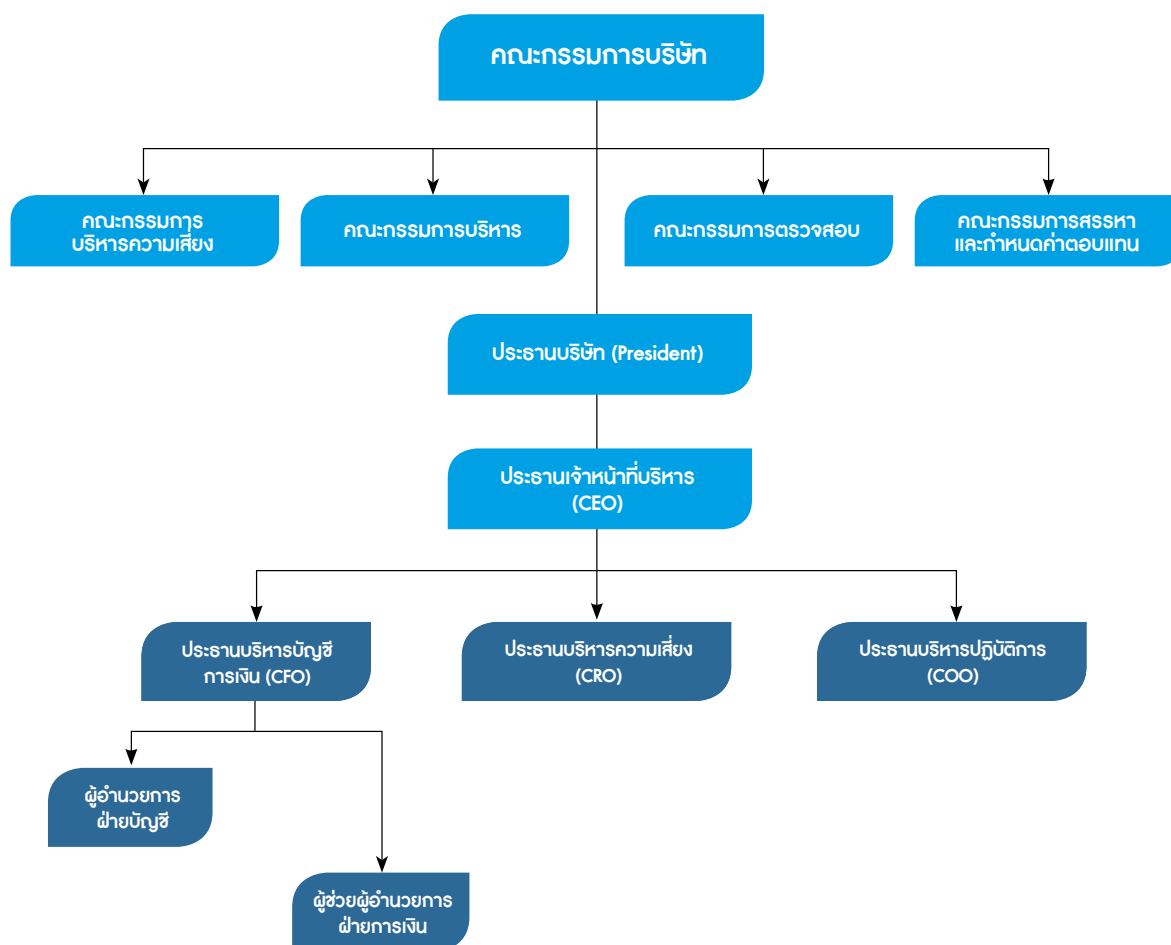 คณะกรรมการบริษัท
คณะกรรมการ
บริหารความเสี่ยง
คณะกรรมการบริหาร
คณะกรรมการตรวจสอบ
คณะกรรมการสรรหา
และกำหนดค่าตอบแทน
ประธานบริษัท (President)
ประธานเจ้าหน้าที่บริหาร
(CEO)
ประธานบริหารบัญชี
การเงิน (CFO)
ประธานบริหารความเสี่ยง
(CRO)
ประธานบริหารปฏิบัติการ
(COO)
ผู้อำนวยการ
ฝ่ายบัญชี
ผู้ช่วยผู้อำนวยการ
ฝ่ายการเงิน